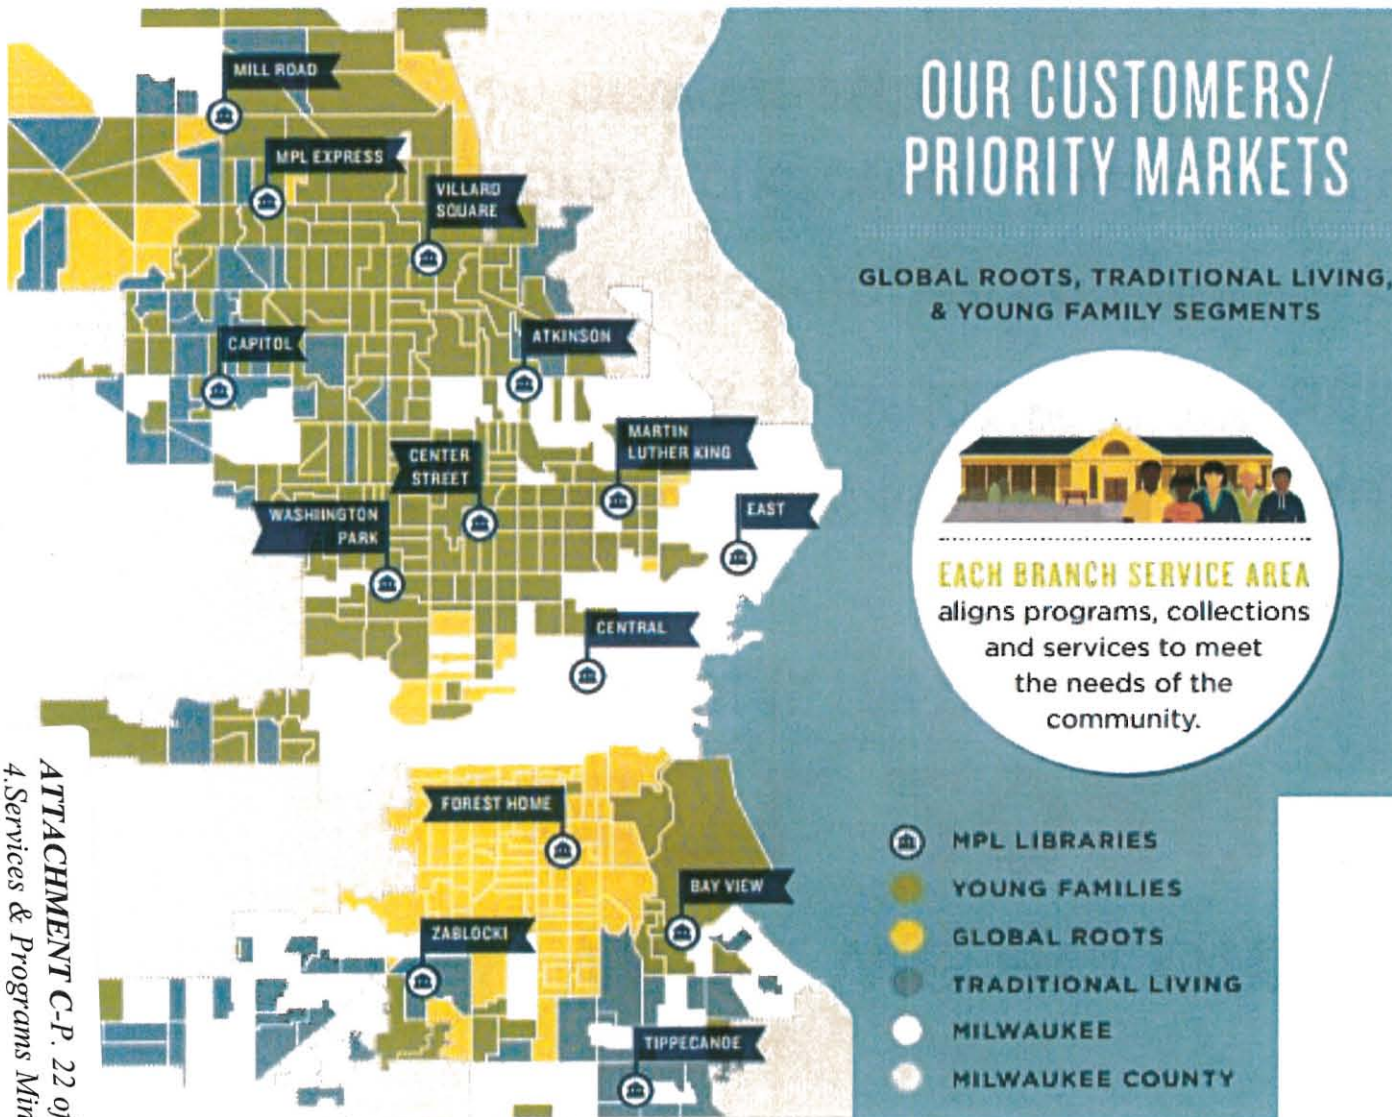 OUR CUSTOMERS/
PRIORITY MARKETS
GLOBAL ROOTS, TRADITIONAL LIVING,
& YOUNG FAMILY SEGMENTS
EACH BRANCH SERVICE AREA
aligns programs, collections
and services to meet
the needs of the
community.
MPL LIBRARIES
YOUNG FAMILIES
GLOBAL ROOTS
TRADITIONAL LIVING
MILWAUKEE
MILWAUKEE COUNTY
MILL ROAD
MPL EXPRESS
VILLARD
SQUARE
CAPITOL
ATKINSON
MARTIN
LUTHER KING
CENTER
STREET
EAST
WASHINGTON
PARK
CENTRAL
FOREST HOME
BAY VIEW
ZABLOCKI
TIPPECANOE
ATTACHMENT C-P. 22 of
4.Services & Programs